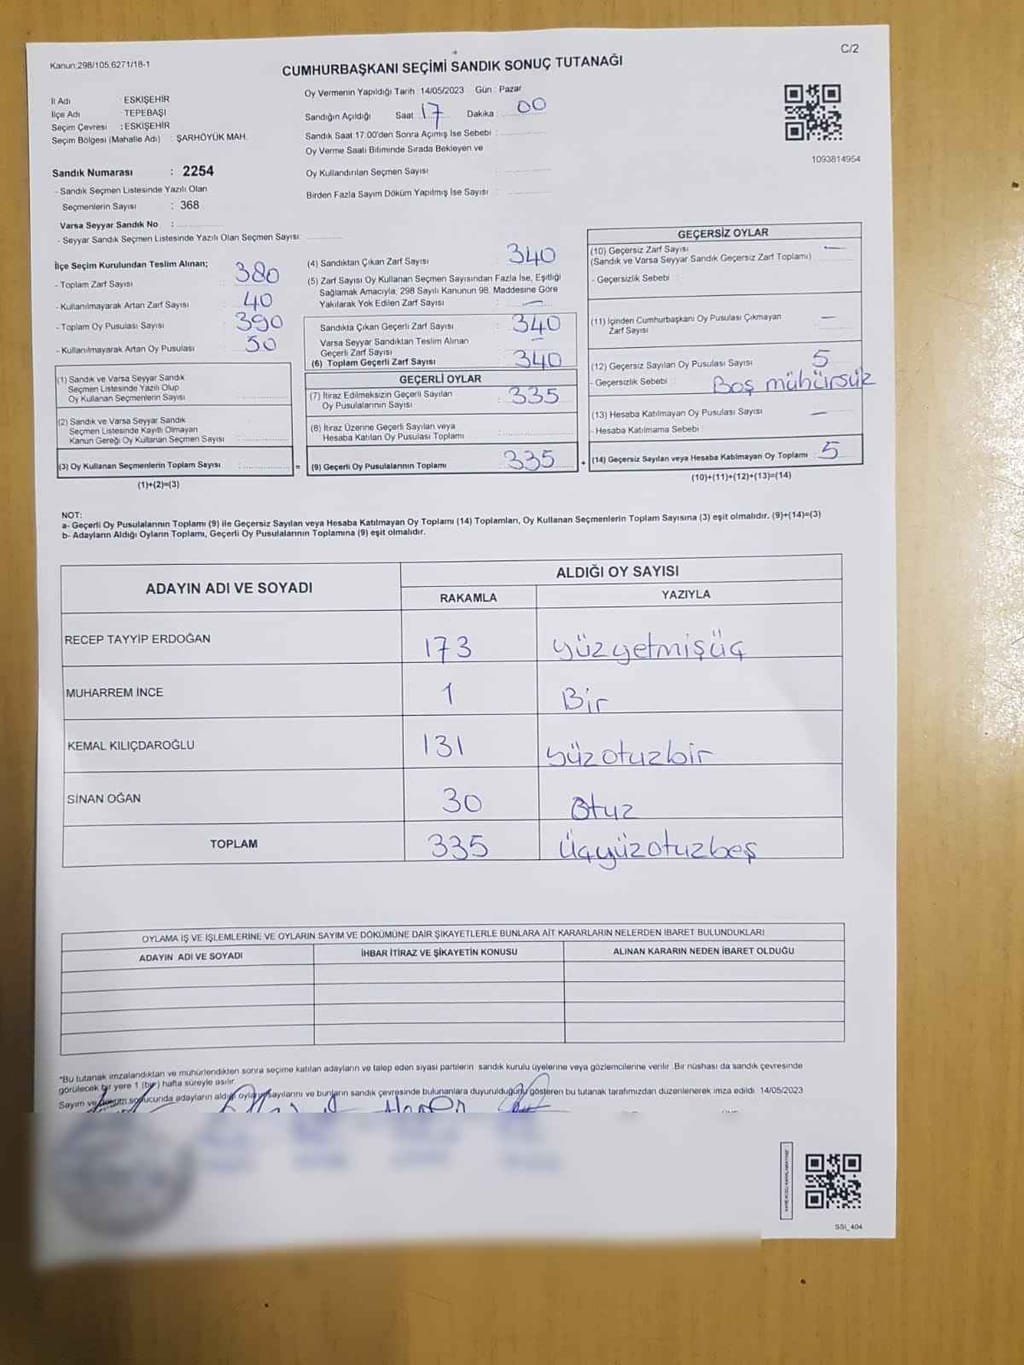 Kanun:298/105,6271/18-1
C/2
CUMHURBAŞKANI SEÇİMİ SANDIK SONUÇ TUTANAĞI
İl Adı ESKİŞEHİR
İlçe Adı TEPEBAŞI
Seçim Çevresi : ESKİŞEHİR
Seçim Bölgesi (Mahalle Adı) : ŞARHÖYÜK MAH.
Oy Vermenin Yapıldığı Tarih 14/05/2023 Gün : Pazar
Sandığın Açıldığı Saat 17 Dakika 00
Sandık Saat 17.00'den Sonra Açımış İse Sebebi :
Oy Verme Saati Bitiminde Sırada Bekleyen ve
Oy Kullandırılan Seçmen Sayısı :
Birden Fazla Sayım Döküm Yapılmış İse Sayısı :
1093814954
Sandık Numarası : 2254
- Sandık Seçmen Listesinde Yazılı Olan
Seçmenlerin Sayısı : 368
Varsa Seyyar Sandık No :
- Seyyar Sandık Seçmen Listesinde Yazılı Olan Seçmen Sayısı:
İlçe Seçim Kurulundan Teslim Alınan;
- Toplam Zarf Sayısı : 380
- Kullanılmayarak Artan Zarf Sayısı : 40
- Toplam Oy Pusulası Sayısı : 390
- Kullanılmayarak Artan Oy Pusulası : 50
(1) Sandık ve Varsa Seyyar Sandık
Seçmen Listesinde Yazılı Olup
Oy Kullanan Seçmenlerin Sayısı
(2) Sandık ve Varsa Seyyar Sandık
Seçmen Listesinde Kayıtlı Olmayan
Kanun Gereği Oy Kullanan Seçmen Sayısı
(3) Oy Kullanan Seçmenlerin Toplam Sayısı :
(1)+(2)=(3)
(4) Sandıktan Çıkan Zarf Sayısı : 340
(5) Zarf Sayısı Oy Kullanan Seçmen Sayısından Fazla İse, Eşitliği
Sağlamak Amacıyla; 298 Sayılı Kanunun 98. Maddesine Göre
Yakılarak Yok Edilen Zarf Sayısı : —
Sandıkta Çıkan Geçerli Zarf Sayısı : 340
Varsa Seyyar Sandıktan Teslim Alınan
Geçerli Zarf Sayısı —
(6) Toplam Geçerli Zarf Sayısı : 340
GEÇERLİ OYLAR
(7) İtiraz Edilmeksizin Geçerli Sayılan
Oy Pusulalarının Sayısı : 335
(8) İtiraz Üzerine Geçerli Sayılan veya
Hesaba Katılan Oy Pusulası Toplamı
= (9) Geçerli Oy Pusulalarının Toplamı 335 +
GEÇERSİZ OYLAR
(10) Geçersiz Zarf Sayısı —
(Sandık ve Varsa Seyyar Sandık Geçersiz Zarf Toplamı)
- Geçersizlik Sebebi :
(11) İçinden Cumhurbaşkanı Oy Pusulası Çıkmayan —
Zarf Sayısı
(12) Geçersiz Sayılan Oy Pusulası Sayısı : 5
- Geçersizlik Sebebi : Boş mühürsüz
(13) Hesaba Katılmayan Oy Pusulası Sayısı : —
- Hesaba Katılmama Sebebi :
(14) Geçersiz Sayılan veya Hesaba Katılmayan Oy Toplamı : 5
(10)+(11)+(12)+(13)=(14)
NOT:
a- Geçerli Oy Pusulalarının Toplamı (9) ile Geçersiz Sayılan veya Hesaba Katılmayan Oy Toplamı (14) Toplamları, Oy Kullanan Seçmenlerin Toplam Sayısına (3) eşit olmalıdır. (9)+(14)=(3)
b- Adayların Aldığı Oyların Toplamı, Geçerli Oy Pusulalarının Toplamına (9) eşit olmalıdır.
ADAYIN ADI VE SOYADI ALDIĞI OY SAYISI
RAKAMLA YAZIYLA
RECEP TAYYİP ERDOĞAN 173 yüzyetmişüç
MUHARREM İNCE 1 Bir
KEMAL KILIÇDAROĞLU 131 yüzotuzbir
SİNAN OĞAN 30 Otuz
TOPLAM 335 Üçyüzotuzbeş
OYLAMA İŞ VE İŞLEMLERİNE VE OYLARIN SAYIM VE DÖKÜMÜNE DAİR ŞİKAYETLERLE BUNLARA AİT KARARLARIN NELERDEN İBARET BULUNDUKLARI
ADAYIN ADI VE SOYADI İHBAR İTİRAZ VE ŞİKAYETİN KONUSU ALINAN KARARIN NEDEN İBARET OLDUĞU
"Bu tutanak imzalandıktan ve mühürlendikten sonra seçime katılan adayların ve talep eden siyasi partilerin sandık kurulu üyelerine veya gözlemcilerine verilir. Bir nüshası da sandık çevresinde
görülecek bir yere 1 (bir) hafta süreyle asılır.
Sayım ve döküm sonucunda adayların aldığı oyların sayılarını ve bunların sandık çevresinde bulunanlara duyurulduğunu gösteren bu tutanak tarafımızdan düzenlenerek imza edildi. 14/05/2023
SSI_404